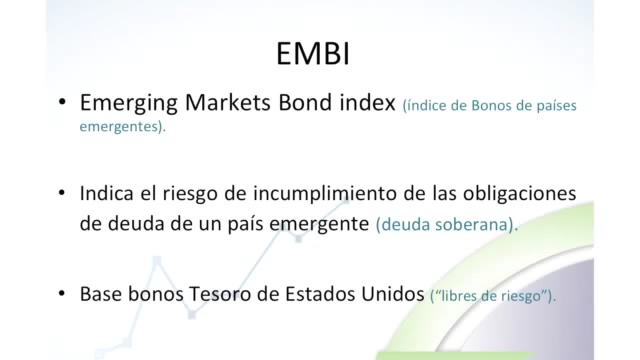 EMBI
• Emerging Markets Bond index (índice de Bonos de países
emergentes).
• Indica el riesgo de incumplimiento de las obligaciones
de deuda de un país emergente (deuda soberana).
• Base bonos Tesoro de Estados Unidos (“libres de riesgo”).